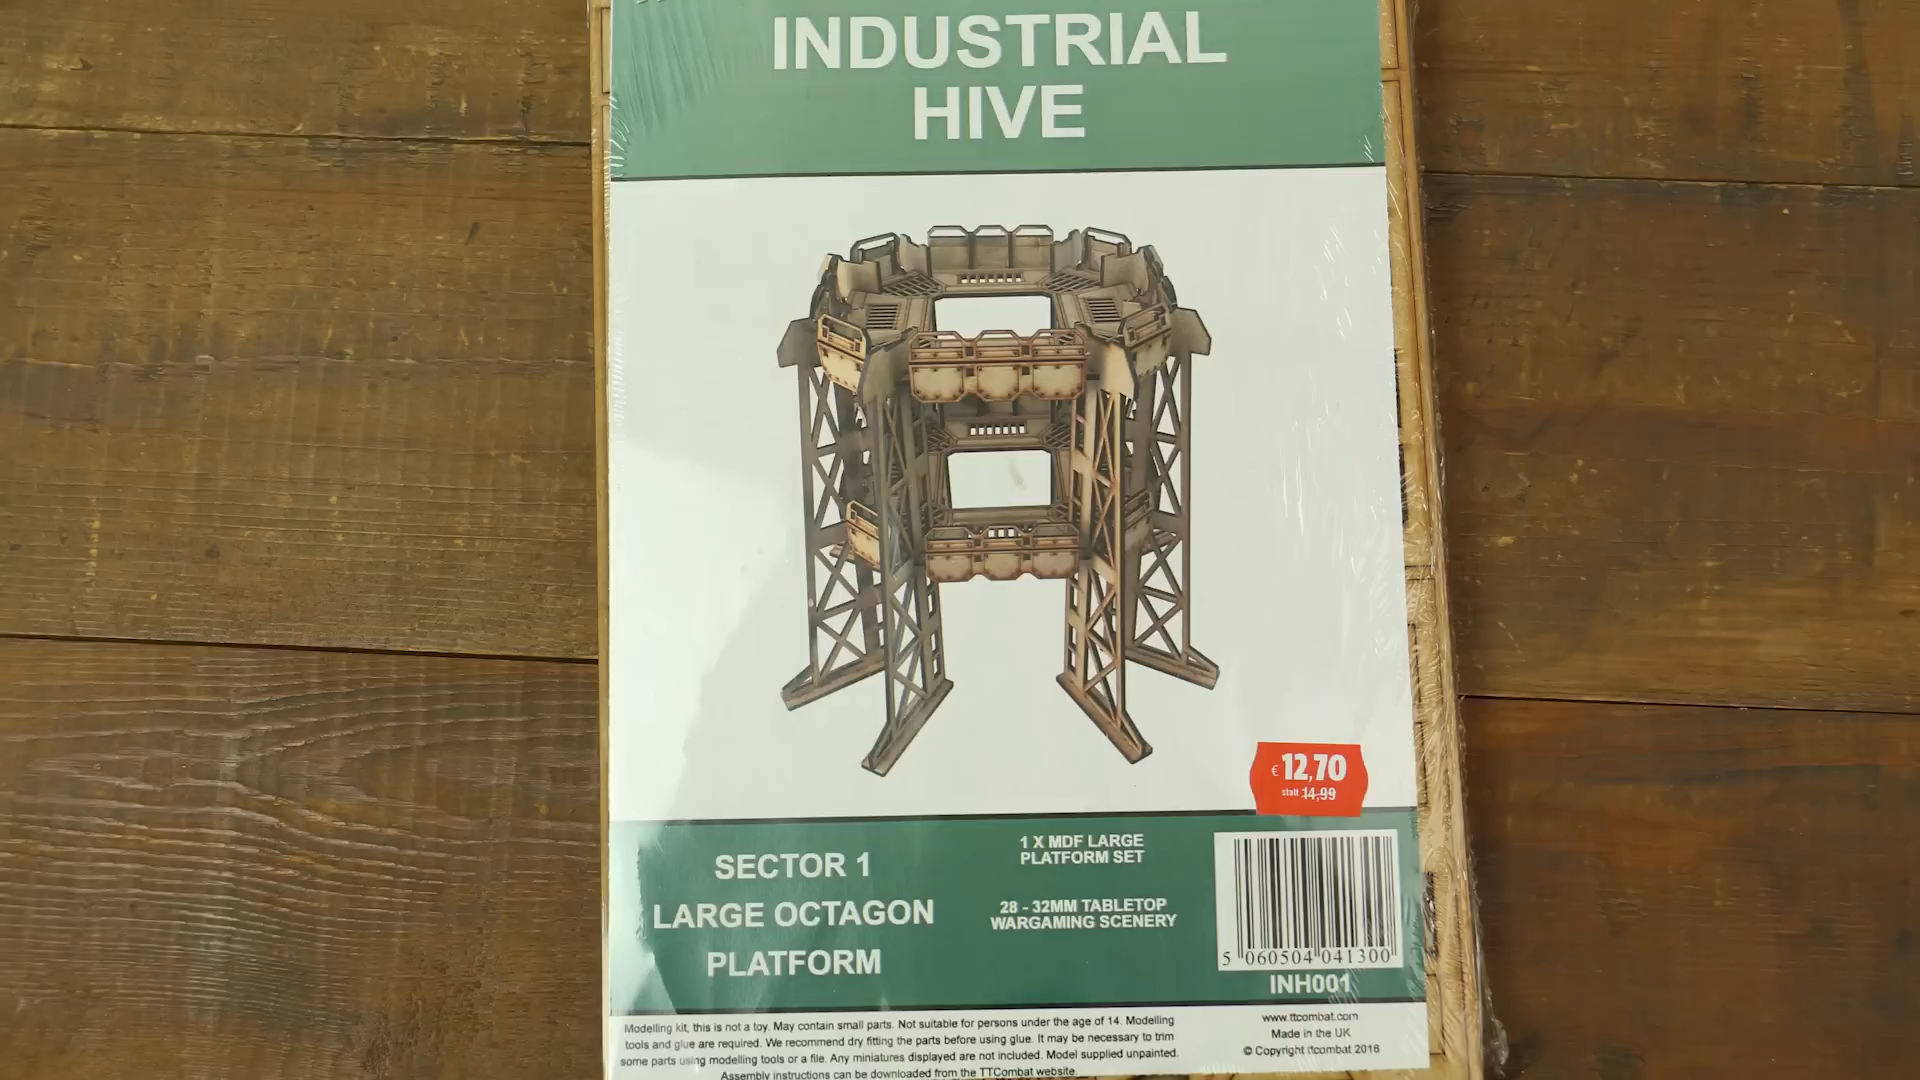 INDUSTRIAL
HIVE
€ 12,70
statt 14,99
SECTOR 1
LARGE OCTAGON
PLATFORM
1 X MDF LARGE
PLATFORM SET
28 - 32MM TABLETOP
WARGAMING SCENERY
5 060504 041300
INH001
Modelling kit, this is not a toy. May contain small parts. Not suitable for persons under the age of 14. Modelling
tools and glue are required. We recommend dry fitting the parts before using glue. It may be necessary to trim
some parts using modelling tools or a file. Any miniatures displayed are not included. Model supplied unpainted.
Assembly instructions can be downloaded from the TTCombat website.
www.ttcombat.com
Made in the UK
© Copyright ttcombat 2016